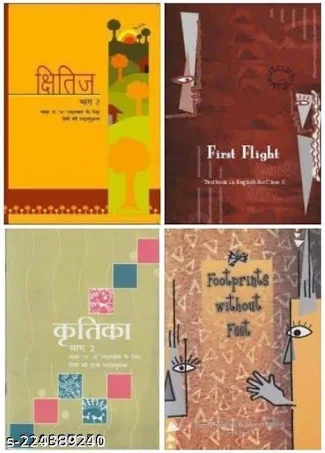 क्षितिज
भाग 2
कक्षा 10 'अ' पाठ्यक्रम के लिए
हिंदी की पाठ्यपुस्तक
First Flight
Textbook in English for Class X
कृतिका
भाग 2
कक्षा 10 'अ' पाठ्यक्रम के लिए
हिंदी की पूरक पाठ्यपुस्तक
Footprints
without
Feet
s-224389240